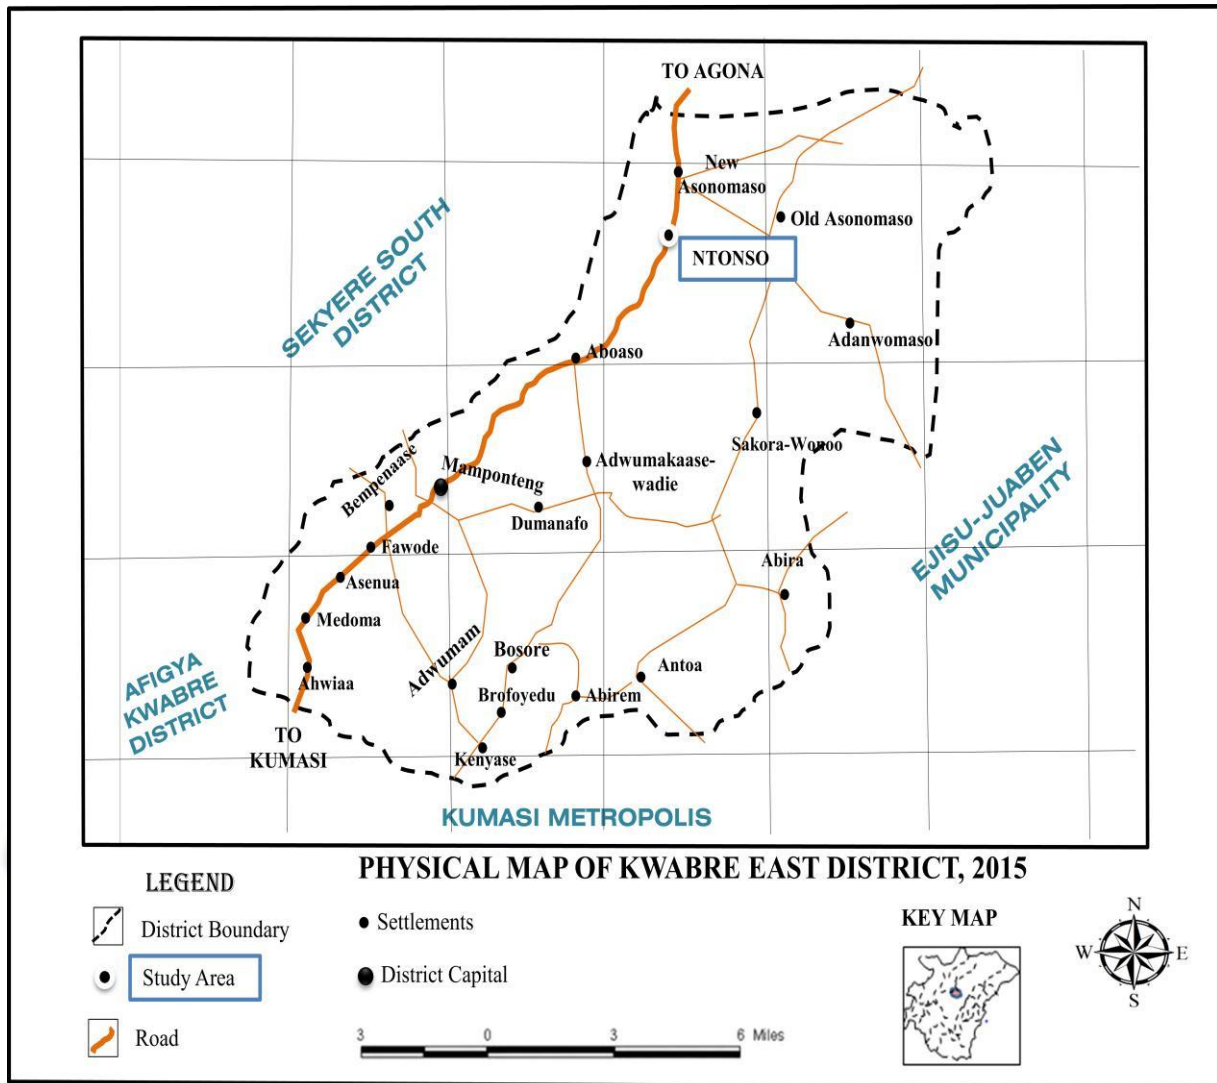 TO AGONA
New
Asonomaso
Old Asonomaso
NTONSO
SEKYERE SOUTH
DISTRICT
Adanwomaso
Aboaso
Sakora-Wonoo
Bempenaase
Mamponteng
Adwumakaase-
wadie
Dumanafo
EJISU-JUABEN
MUNICIPALITY
Fawode
Abira
Asenua
Medoma
Adwumam
Bosore
Antoa
AFIGYA
KWABRE
DISTRICT
Ahwiaa
Brofoyedu
Abirem
TO
KUMASI
Kenyase
KUMASI METROPOLIS
PHYSICAL MAP OF KWABRE EAST DISTRICT, 2015
LEGEND
District Boundary
Study Area
Road
Settlements
District Capital
3 0 3 6 Miles
KEY MAP
N
W E
S